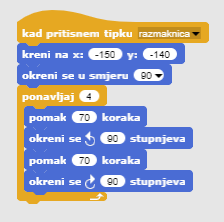 kad pritisnem tipku razmaknica
kreni na x: -150 y: -140
okreni se u smjeru 90
ponavljaj 4
pomak 70 koraka
okreni se 90 stupnjeva
pomak 70 koraka
okreni se 90 stupnjeva